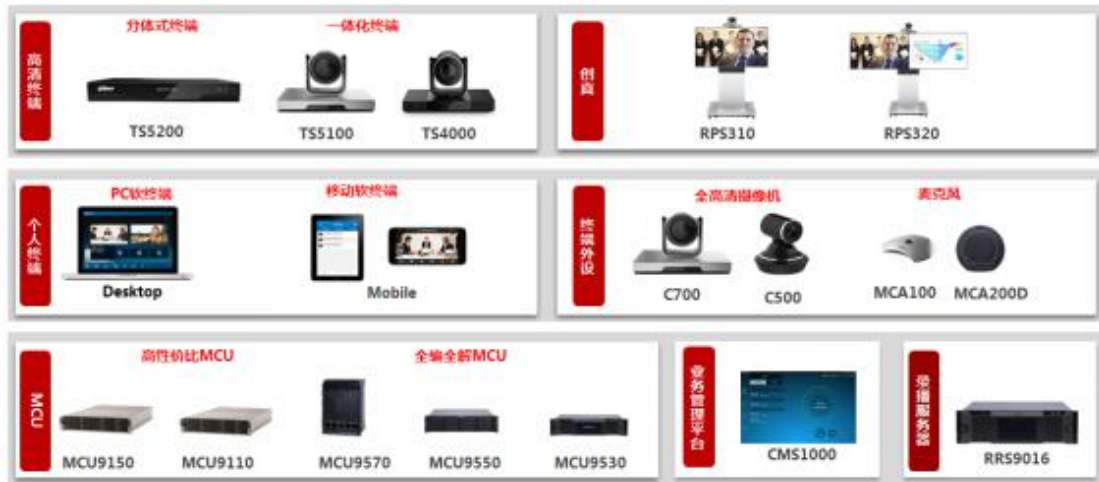 高清终端
分体式终端
一体化终端
TS5200
TS5100
TS4000
创真
RPS310
RPS320
个人终端
PC软终端
移动软终端
Desktop
Mobile
终端外设
全高清摄像机
麦克风
C700
C500
MCA100
MCA200D
MCU
高性价比MCU
全编全解MCU
MCU9150
MCU9110
MCU9570
MCU9550
MCU9530
业务管理平台
CMS1000
录播服务器
RRS9016